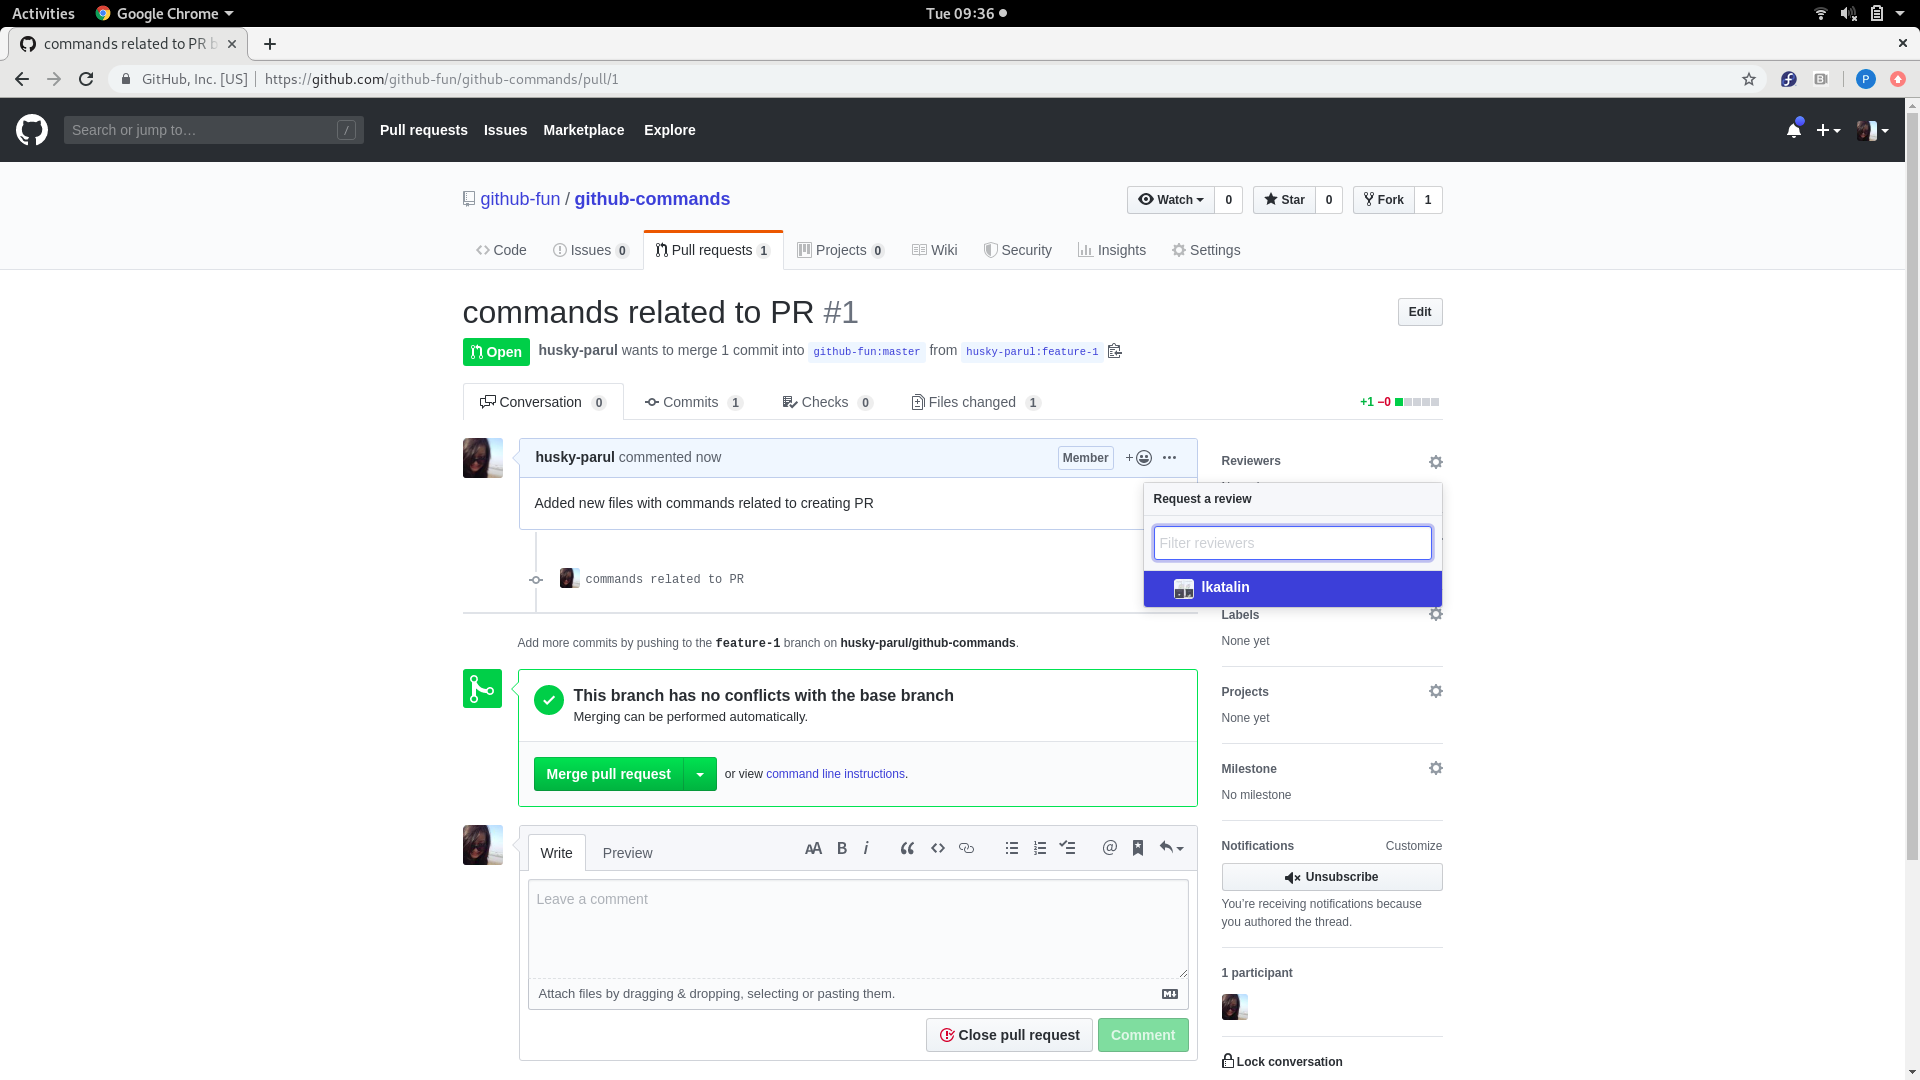 Activities Google Chrome Tue 09:36
commands related to PR b
GitHub, Inc. [US] https://github.com/github-fun/github-commands/pull/1 P
Search or jump to… / Pull requests Issues Marketplace Explore
github-fun / github-commands Watch 0 Star 0 Fork 1
Code Issues 0 Pull requests 1 Projects 0 Wiki Security Insights Settings
commands related to PR #1 Edit
Open husky-parul wants to merge 1 commit into github-fun:master from husky-parul:feature-1
Conversation 0 Commits 1 Checks 0 Files changed 1 +1 −0
husky-parul commented now Member
Added new files with commands related to creating PR
commands related to PR
Reviewers
Request a review
Filter reviewers
lkatalin
Labels
None yet
Add more commits by pushing to the feature-1 branch on husky-parul/github-commands.
This branch has no conflicts with the base branch
Merging can be performed automatically.
Merge pull request or view command line instructions.
Projects
None yet
Milestone
No milestone
Write Preview AA B i @
Leave a comment
Attach files by dragging & dropping, selecting or pasting them.
Close pull request Comment
Notifications Customize
Unsubscribe
You’re receiving notifications because
you authored the thread.
1 participant
Lock conversation